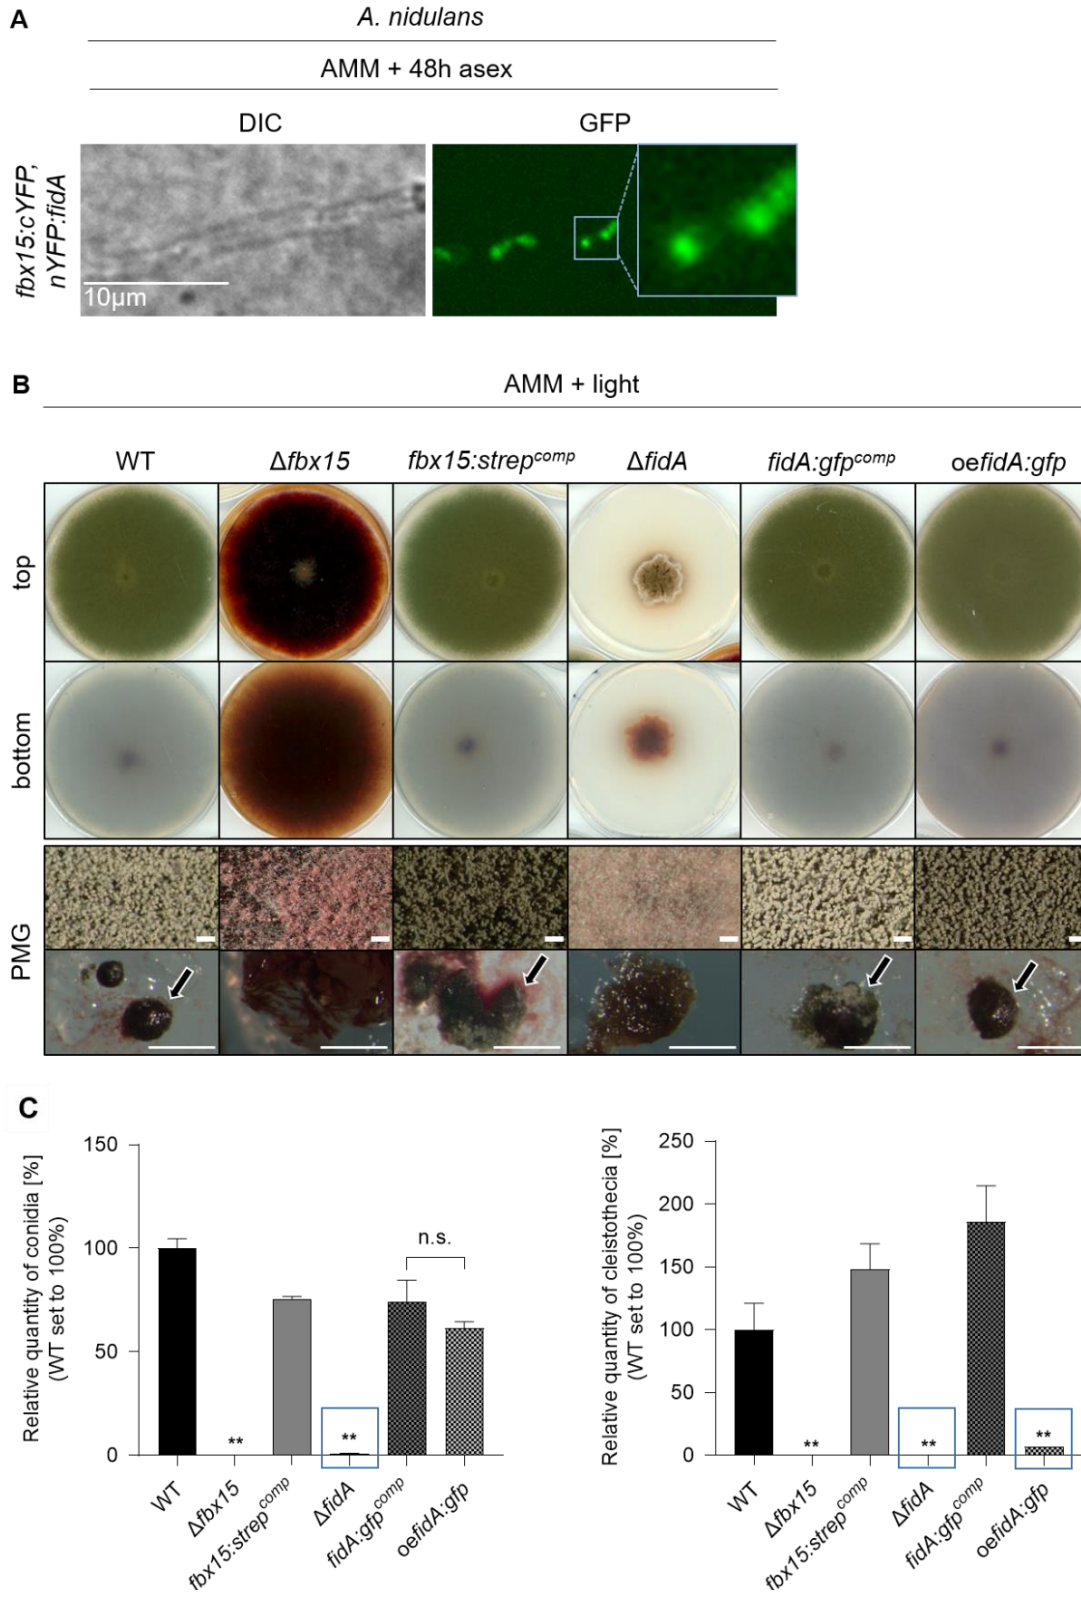 A
A. nidulans
AMM + 48h asex
DIC
GFP
fbx15:cYFP,
nYFP:fidA
10µm
B
AMM + light
WT
Δfbx15
fbx15:strep^comp
ΔfidA
fidA:gfp^comp
oefidA:gfp
top
bottom
PMG
C
Relative quantity of conidia [%]
(WT set to 100%)
150
100
50
0
**
**
n.s.
WT
Δfbx15
fbx15:strep^comp
ΔfidA
fidA:gfp^comp
oefidA:gfp
Relative quantity of cleistothecia [%]
(WT set to 100%)
250
200
150
100
50
0
**
**
**
WT
Δfbx15
fbx15:strep^comp
ΔfidA
fidA:gfp^comp
oefidA:gfp